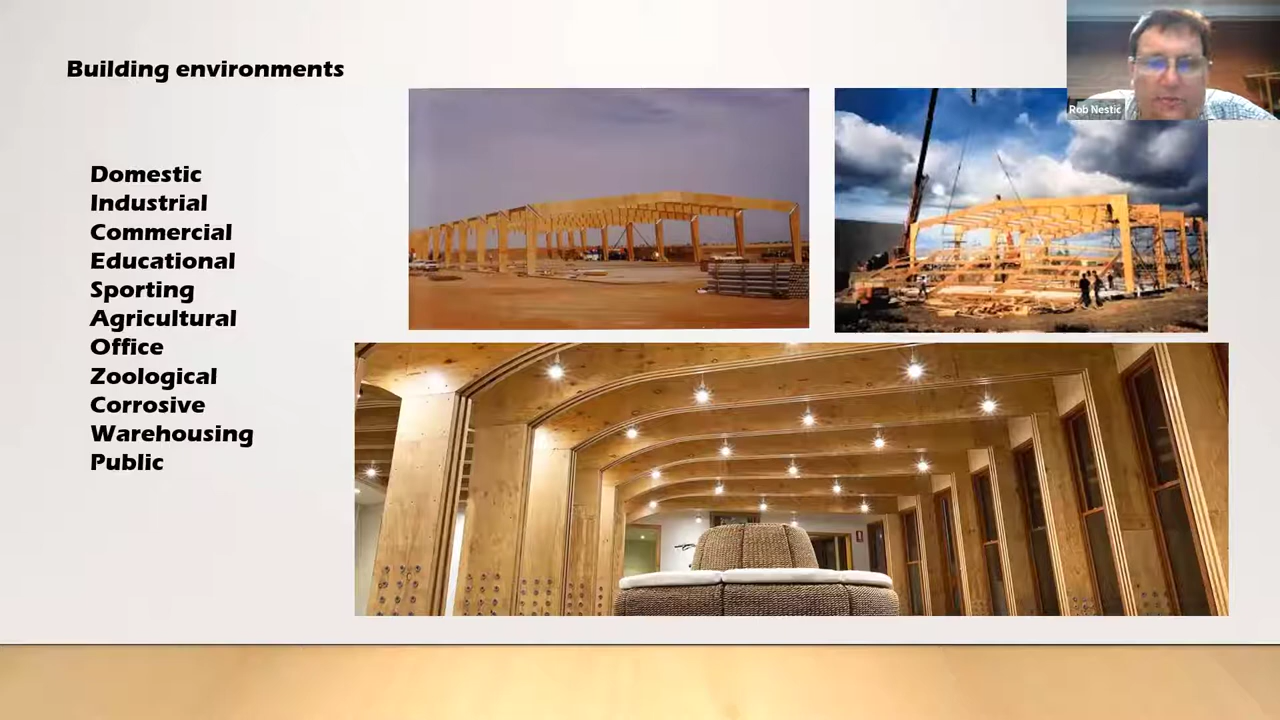 Building environments
Rob Nestic
Domestic
Industrial
Commercial
Educational
Sporting
Agricultural
Office
Zoological
Corrosive
Warehousing
Public